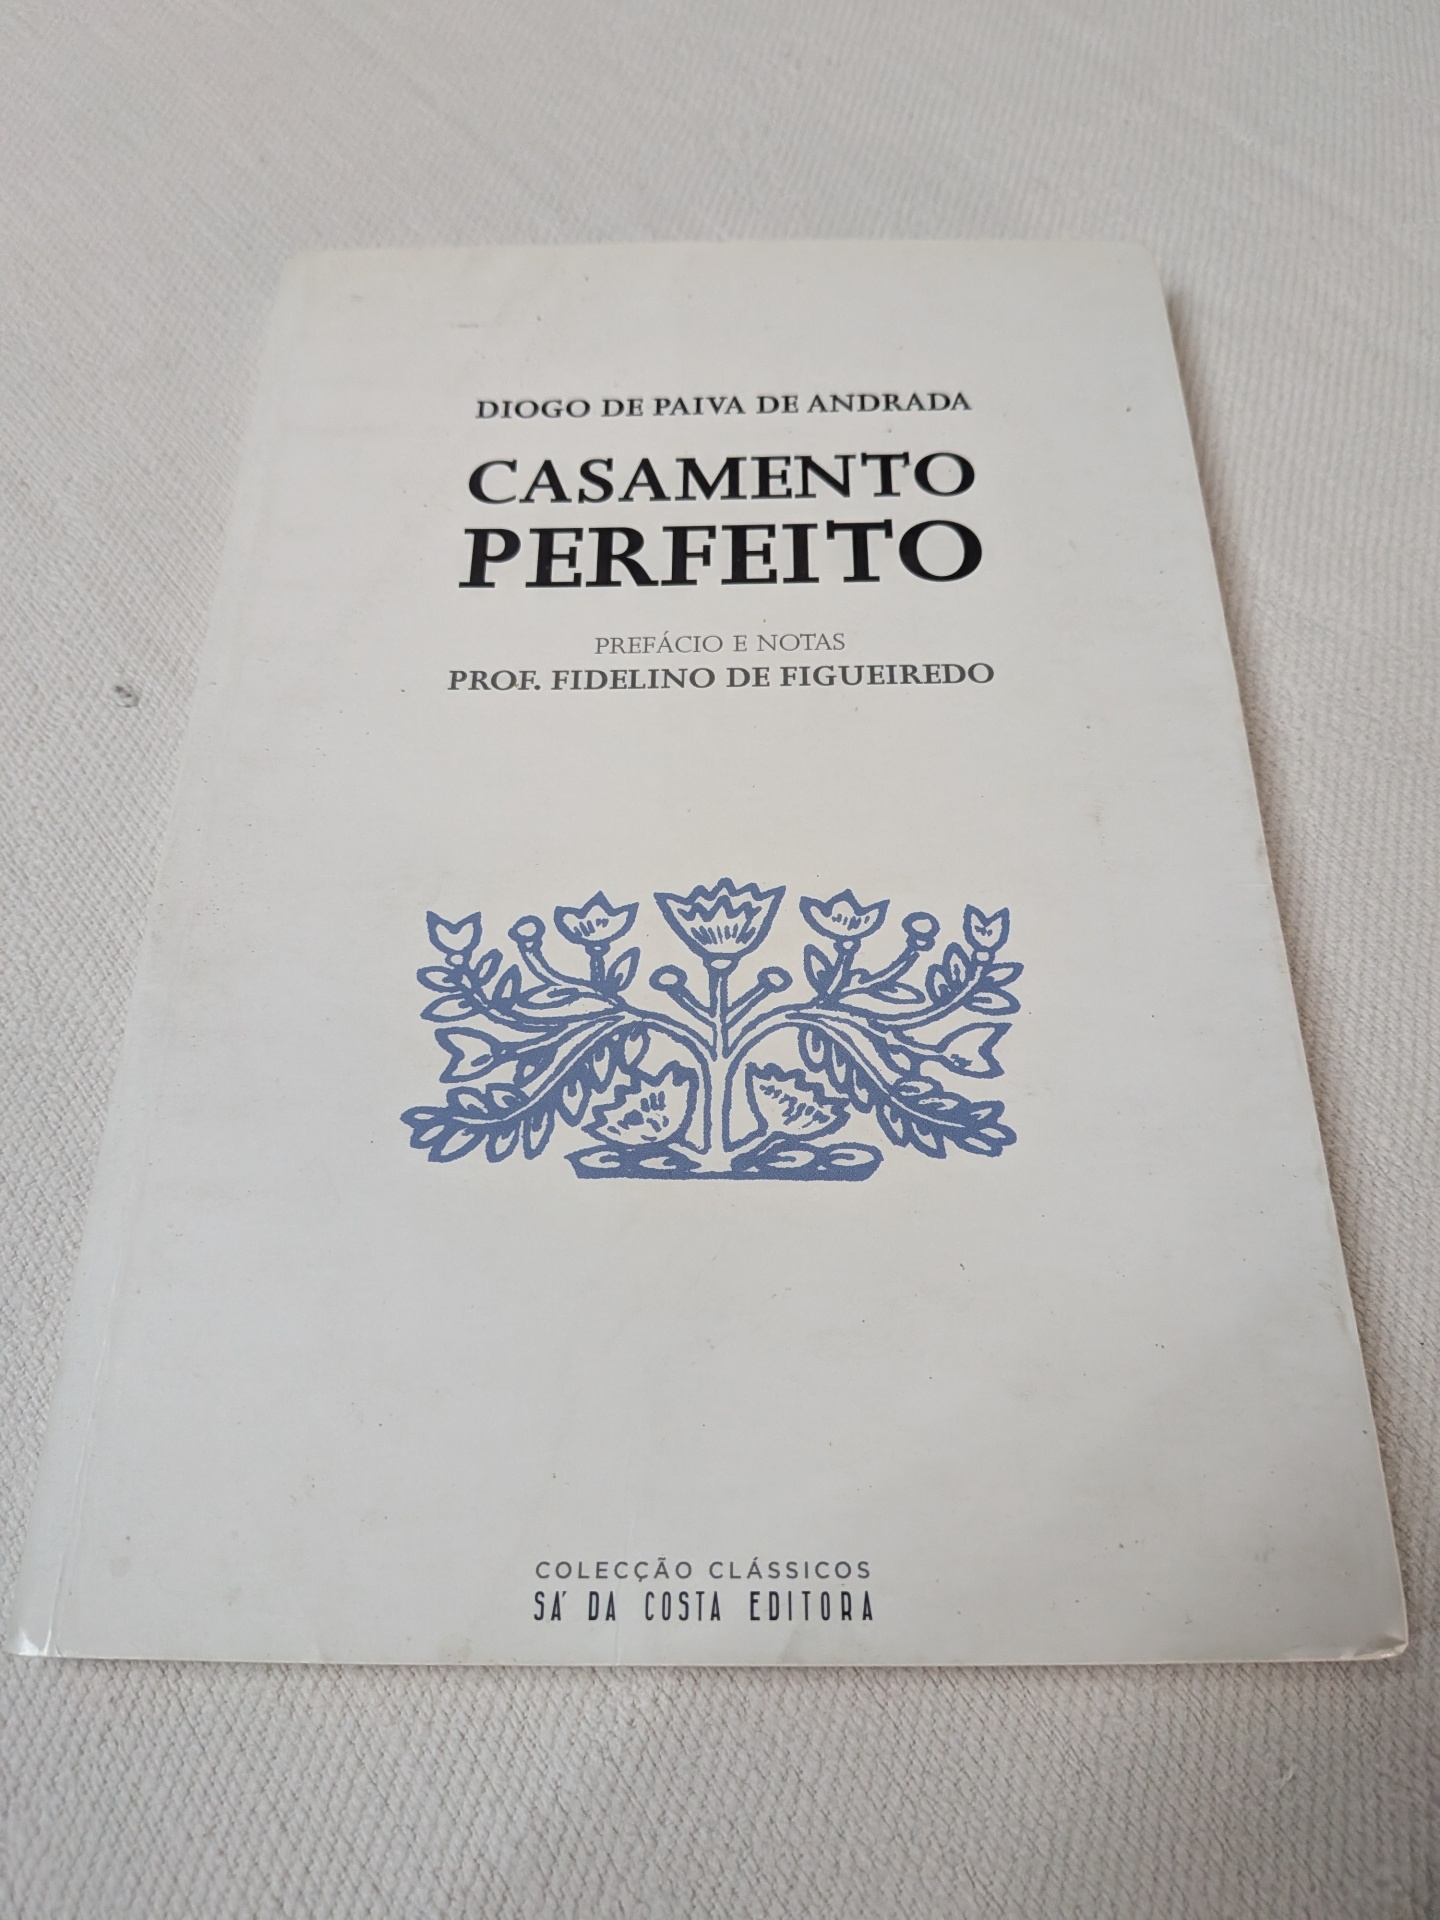 DIOGO DE PAIVA DE ANDRADA
CASAMENTO
PERFEITO
PREFÁCIO E NOTAS
PROF. FIDELINO DE FIGUEIREDO
COLECÇÃO CLÁSSICOS
SÁ DA COSTA EDITORA